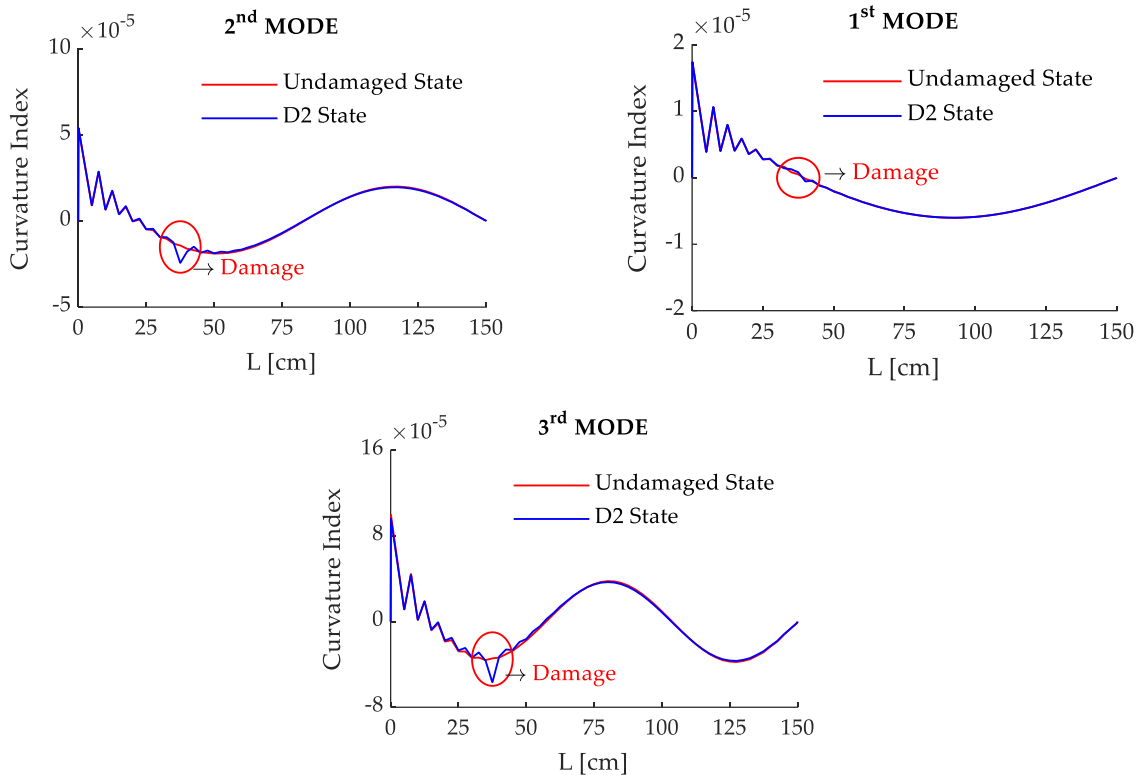 2nd MODE
×10-5
10
5
0
-5
Curvature Index
Undamaged State
D2 State
→ Damage
0 25 50 75 100 125 150
L [cm]
1st MODE
×10-5
2
1
0
-1
-2
Curvature Index
Undamaged State
D2 State
→ Damage
0 25 50 75 100 125 150
L [cm]
3rd MODE
×10-5
16
8
0
-8
Curvature Index
Undamaged State
D2 State
→ Damage
0 25 50 75 100 125 150
L [cm]